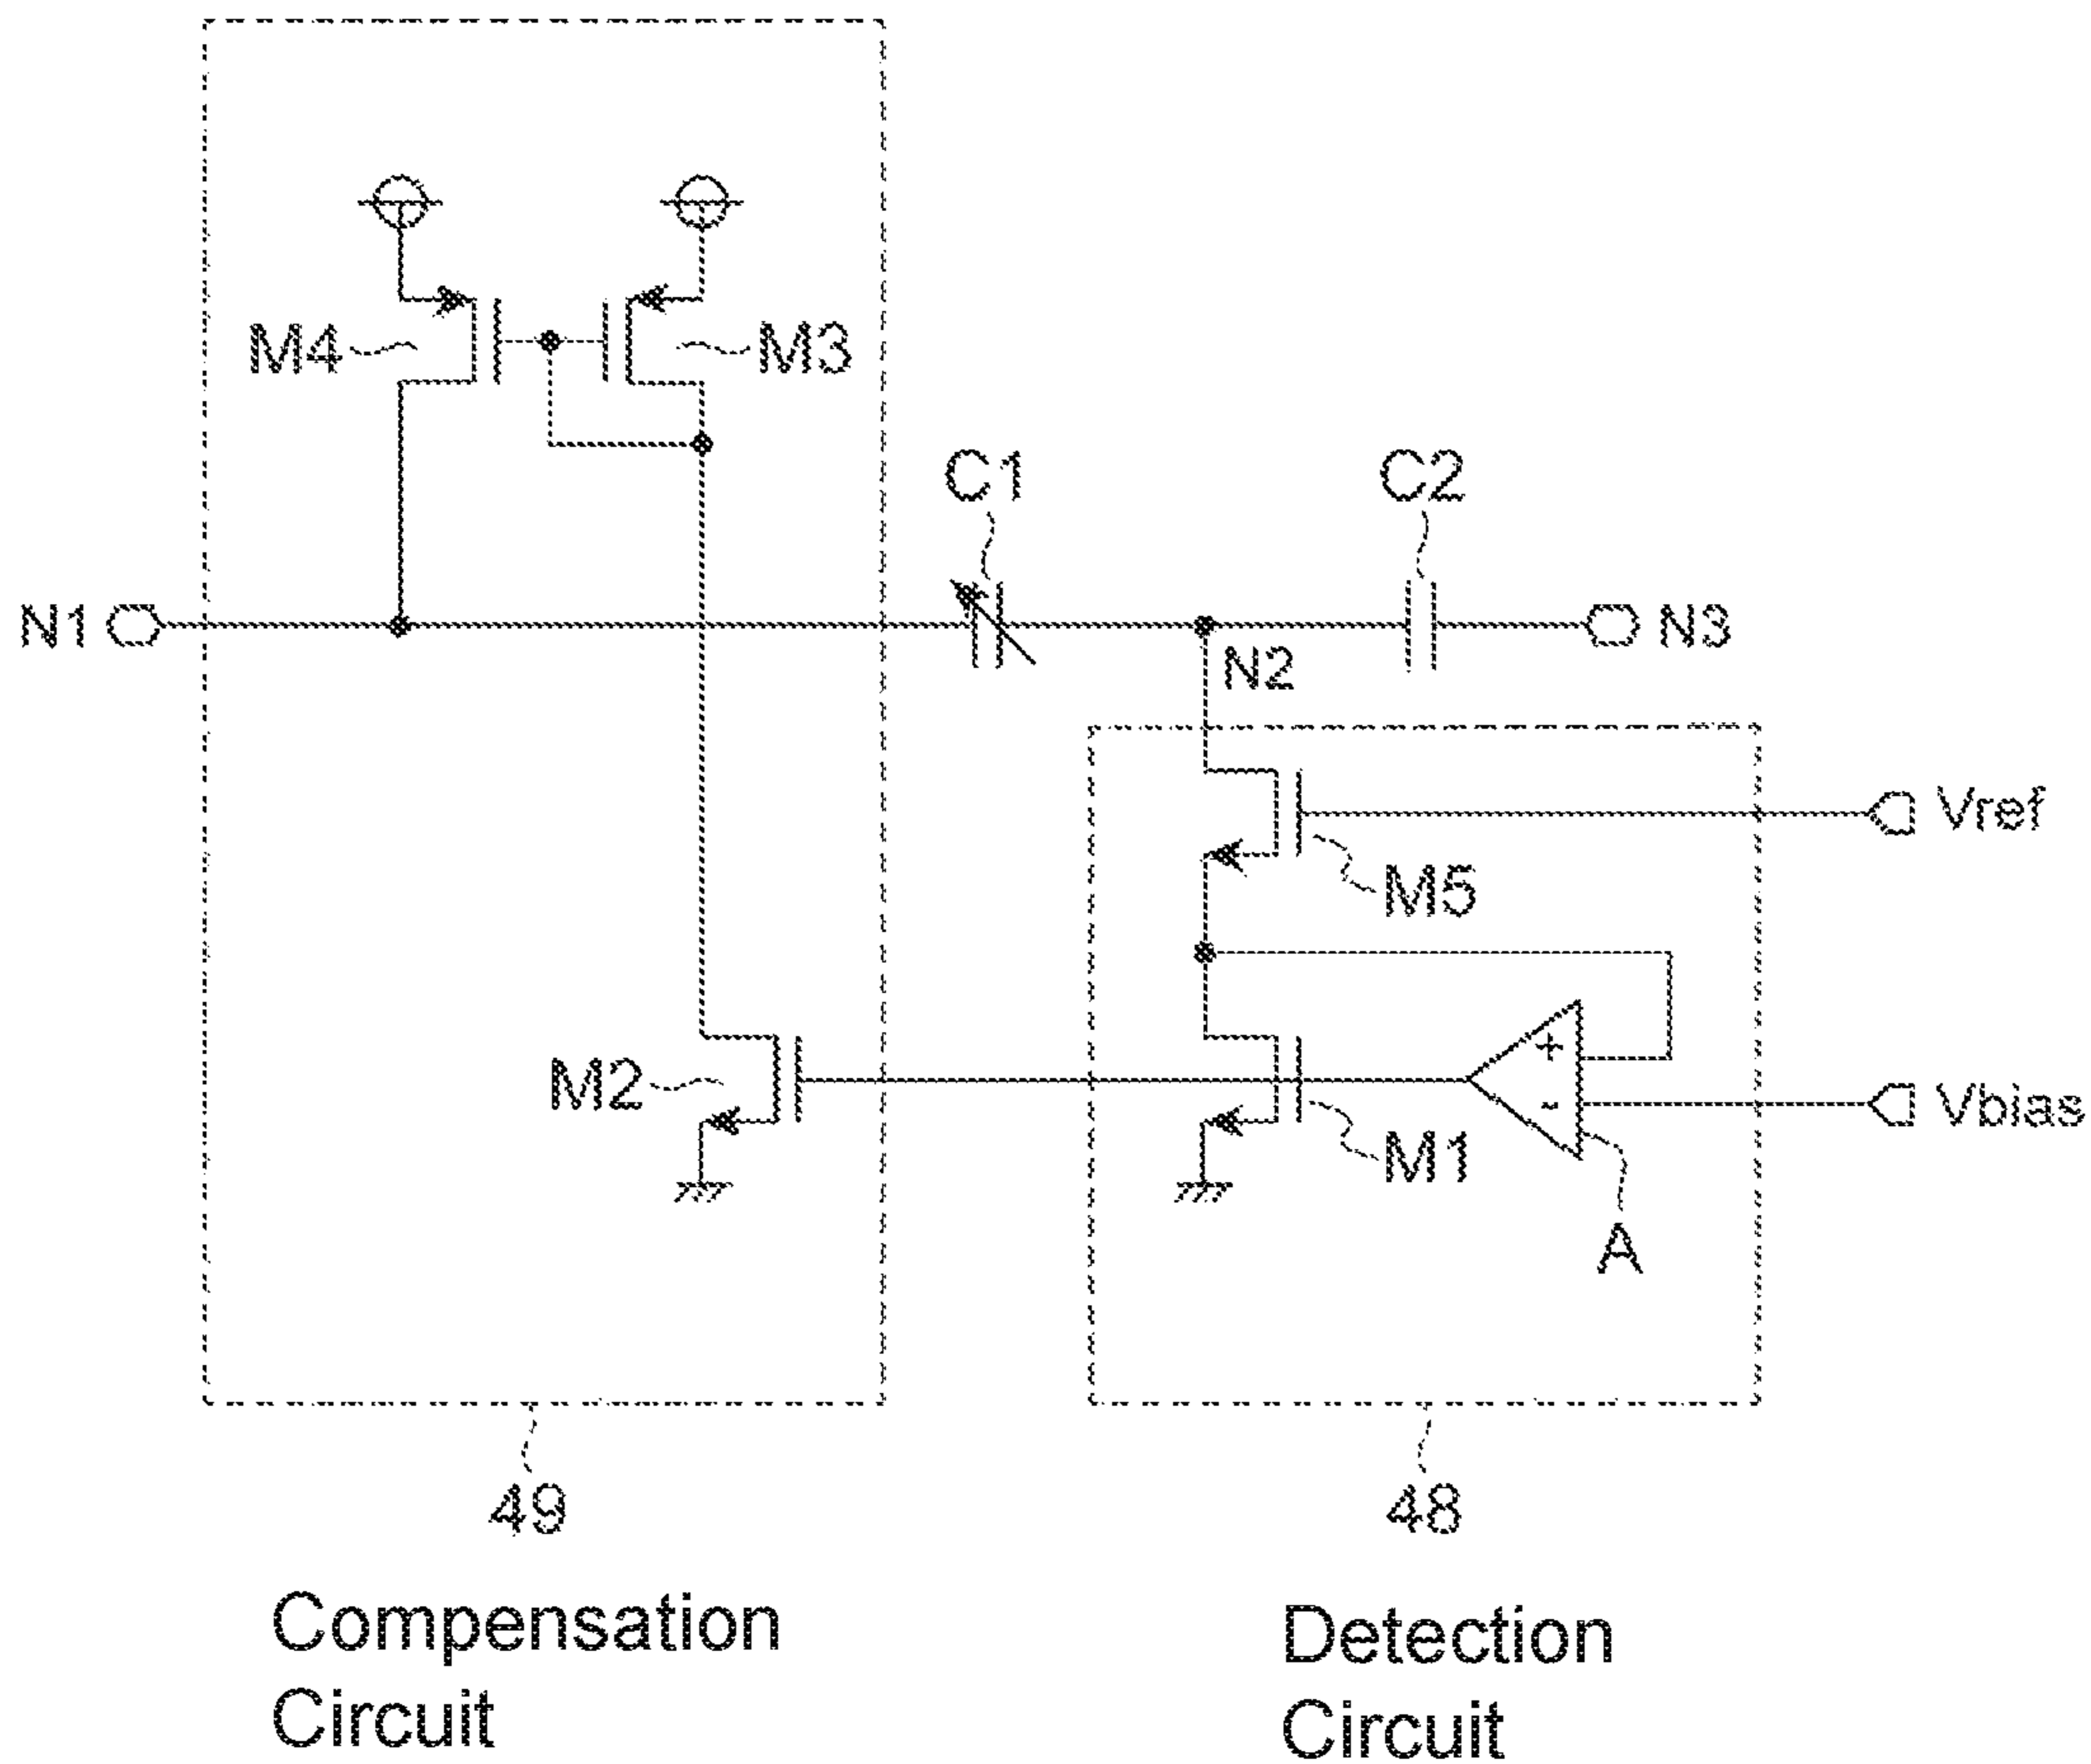 M4
M3
C1
C2
N1
N2
N3
Vref
M5
M2
+
-
Vbias
M1
A
49
48
Compensation
Circuit
Detection
Circuit